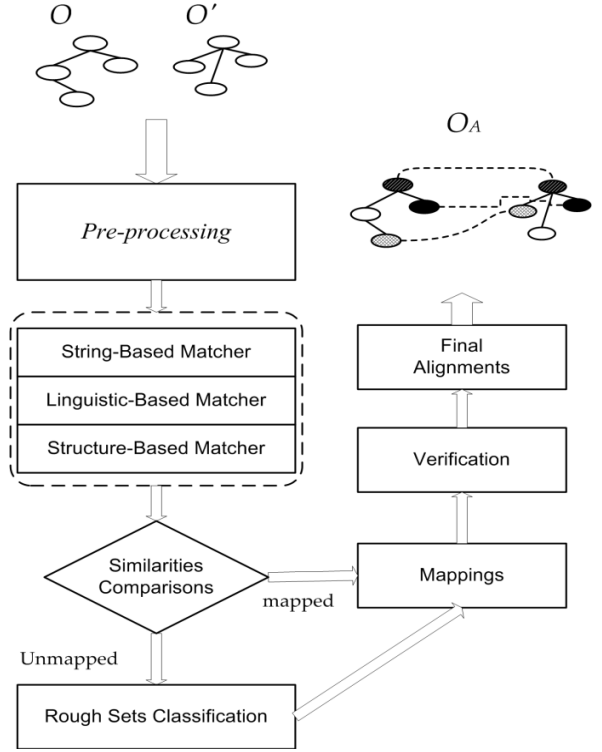 O
O'
Pre-processing
String-Based Matcher
Linguistic-Based Matcher
Structure-Based Matcher
Similarities
Comparisons
mapped
Unmapped
Rough Sets Classification
Mappings
Verification
Final
Alignments
OA